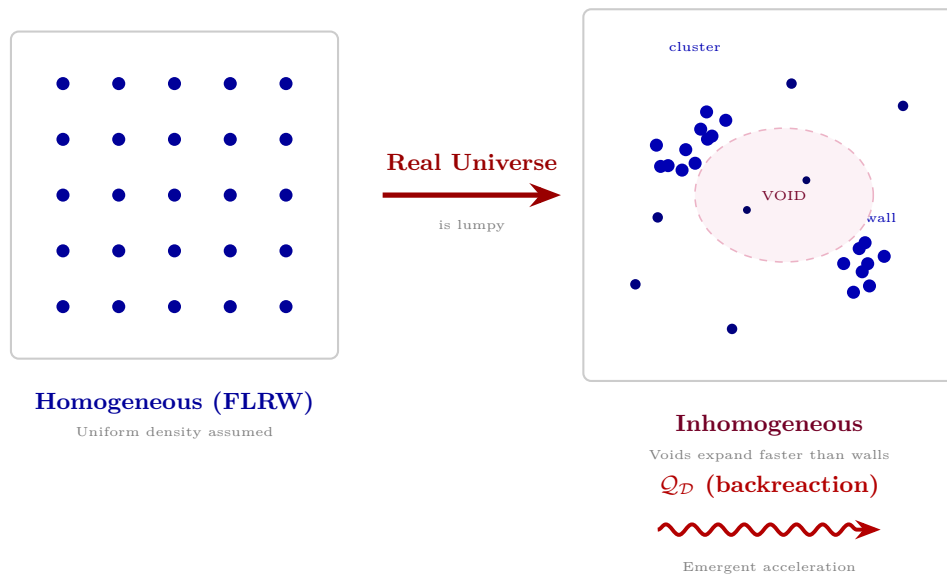 cluster
Real Universe
is lumpy
VOID
wall
Homogeneous (FLRW)
Uniform density assumed
Inhomogeneous
Voids expand faster than walls
𝒬_𝒟 (backreaction)
Emergent acceleration